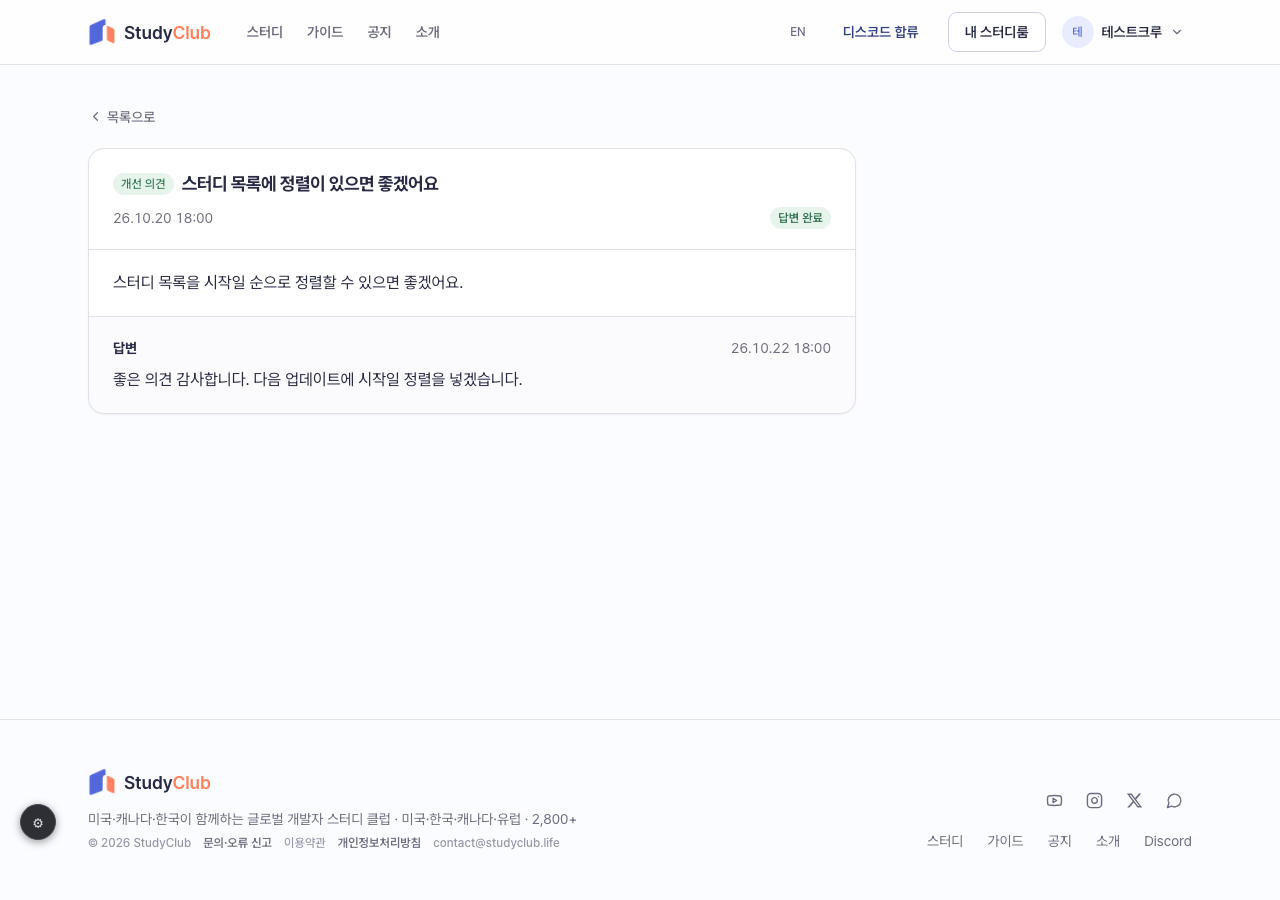 StudyClub
스터디
가이드
공지
소개
EN
디스코드 합류
내 스터디룸
테
테스트크루
목록으로
개선 의견 스터디 목록에 정렬이 있으면 좋겠어요
26.10.20 18:00
답변 완료
스터디 목록을 시작일 순으로 정렬할 수 있으면 좋겠어요.
답변
26.10.22 18:00
좋은 의견 감사합니다. 다음 업데이트에 시작일 정렬을 넣겠습니다.
StudyClub
미국·캐나다·한국이 함께하는 글로벌 개발자 스터디 클럽 · 미국·한국·캐나다·유럽 · 2,800+
© 2026 StudyClub 문의·오류 신고 이용약관 개인정보처리방침 contact@studyclub.life
스터디 가이드 공지 소개 Discord